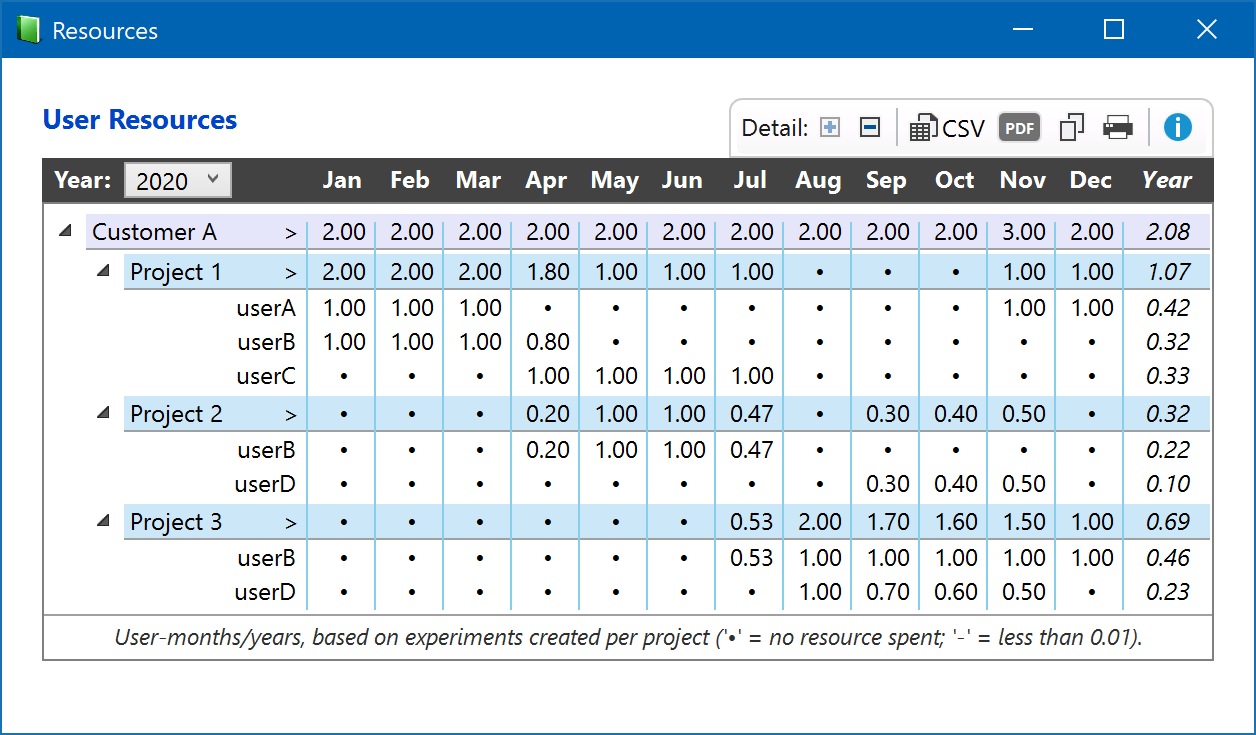 Resources
User Resources
Detail: CSV PDF
Year: 2020 Jan Feb Mar Apr May Jun Jul Aug Sep Oct Nov Dec Year
Customer A > 2.00 2.00 2.00 2.00 2.00 2.00 2.00 2.00 2.00 2.00 3.00 2.00 2.08
Project 1 > 2.00 2.00 2.00 1.80 1.00 1.00 1.00 • • • 1.00 1.00 1.07
userA 1.00 1.00 1.00 • • • • • • • 1.00 1.00 0.42
userB 1.00 1.00 1.00 0.80 • • • • • • • • 0.32
userC • • • 1.00 1.00 1.00 1.00 • • • • • 0.33
Project 2 > • • • 0.20 1.00 1.00 0.47 • 0.30 0.40 0.50 • 0.32
userB • • • 0.20 1.00 1.00 0.47 • • • • • 0.22
userD • • • • • • • • 0.30 0.40 0.50 • 0.10
Project 3 > • • • • • • 0.53 2.00 1.70 1.60 1.50 1.00 0.69
userB • • • • • • 0.53 1.00 1.00 1.00 1.00 1.00 0.46
userD • • • • • • • 1.00 0.70 0.60 0.50 • 0.23
User-months/years, based on experiments created per project ('•' = no resource spent; '-' = less than 0.01).